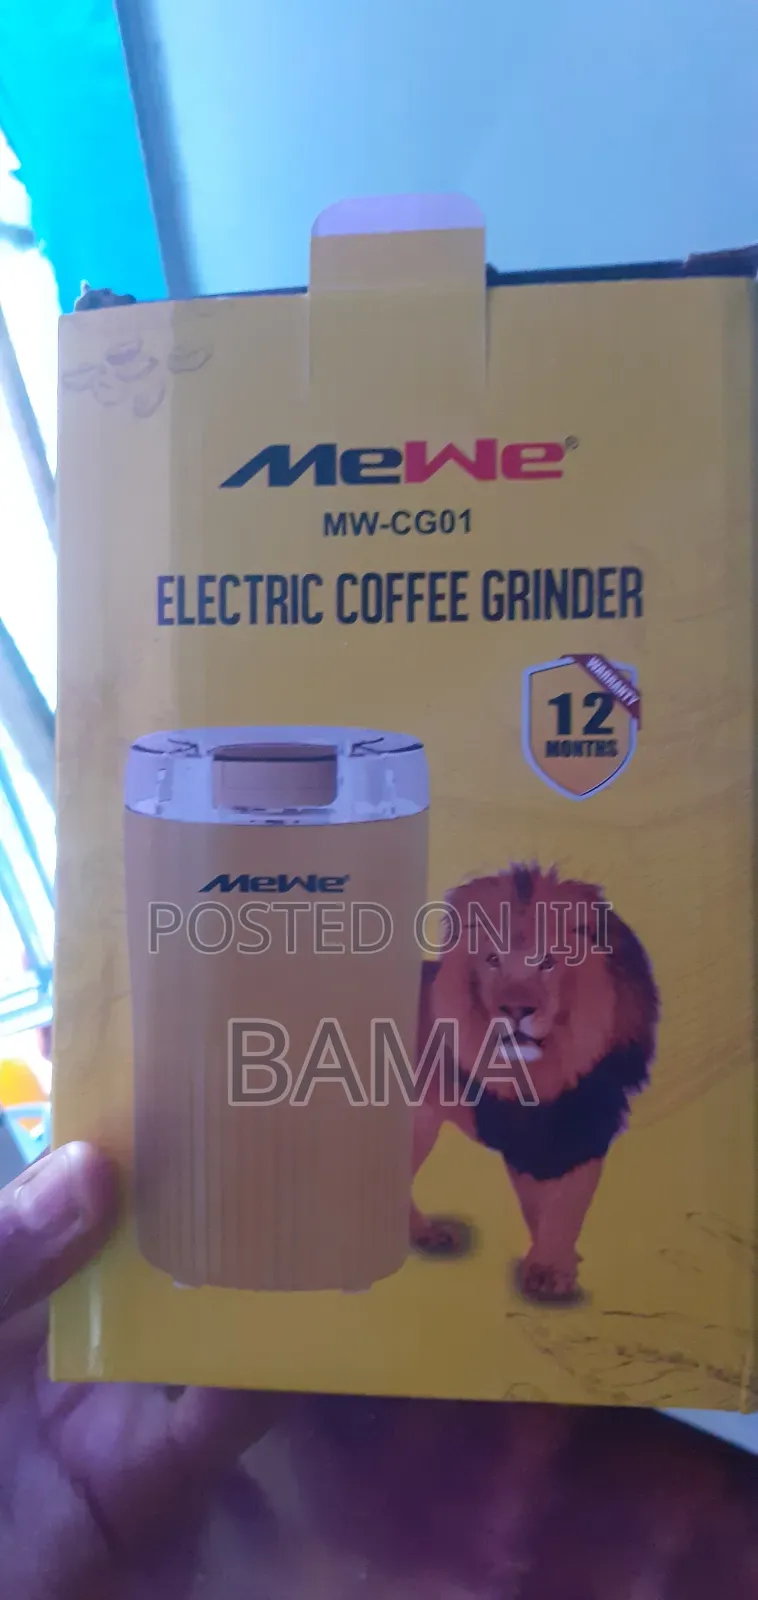 MeWe®
MW-CG01
ELECTRIC COFFEE GRINDER
WARRANTY
12
MONTHS
MeWe®
POSTED ON JIJI
BAMA